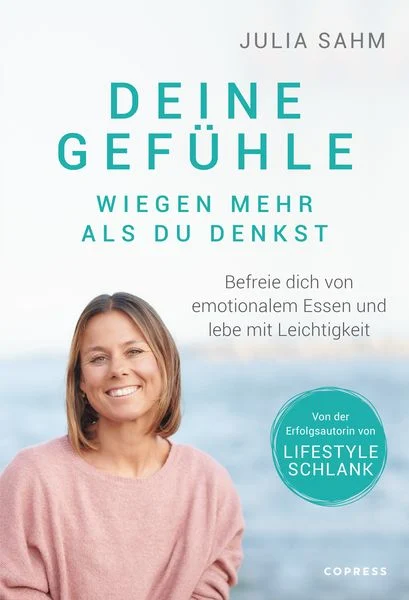 JULIA SAHM
DEINE
GEFÜHLE
WIEGEN MEHR
ALS DU DENKST
Befreie dich von
emotionalem Essen und
lebe mit Leichtigkeit
Von der
Erfolgsautorin von
LIFESTYLE
SCHLANK
COPRESS